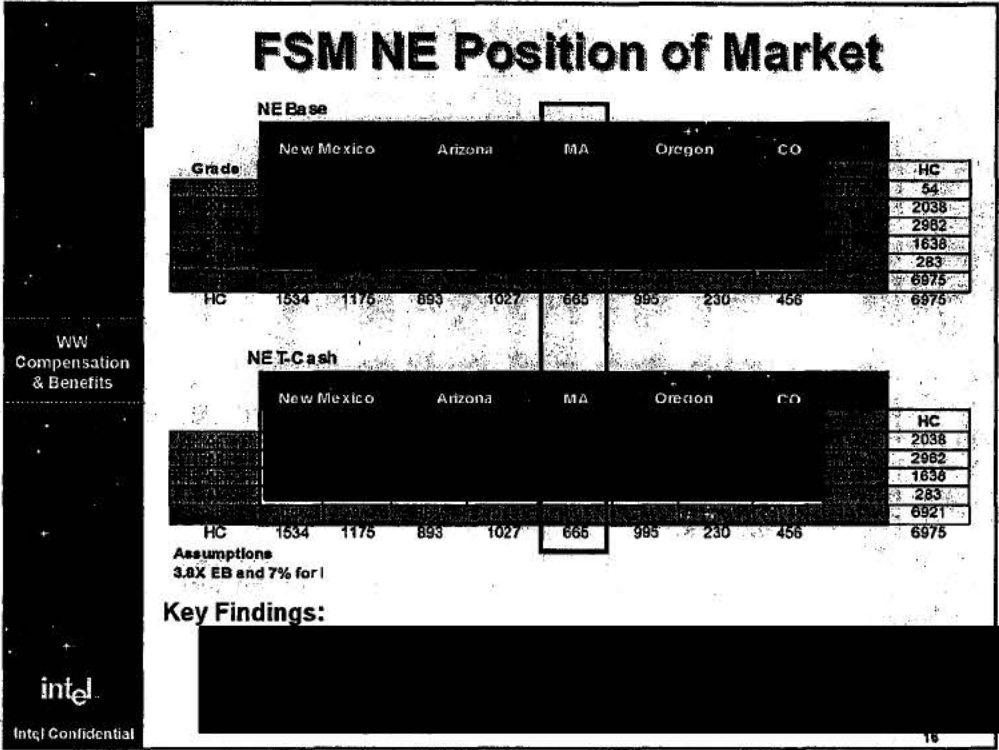 FSM NE Position of Market
NE Base
New Mexico Arizona MA Oregon CO
Grade HC
54
2038
2982
1638
283
6975
HC 1534 1175 893 1027 665 995 230 456 6975
WW
Compensation
& Benefits
NE T-Cash
New Mexico Arizona MA Oregon CO
HC
2038
2982
1638
283
6921
HC 1534 1175 893 1027 665 995 230 456 6975
Assumptions
3.8X EB and 7% for I
Key Findings:
intel
Intel Confidential
16